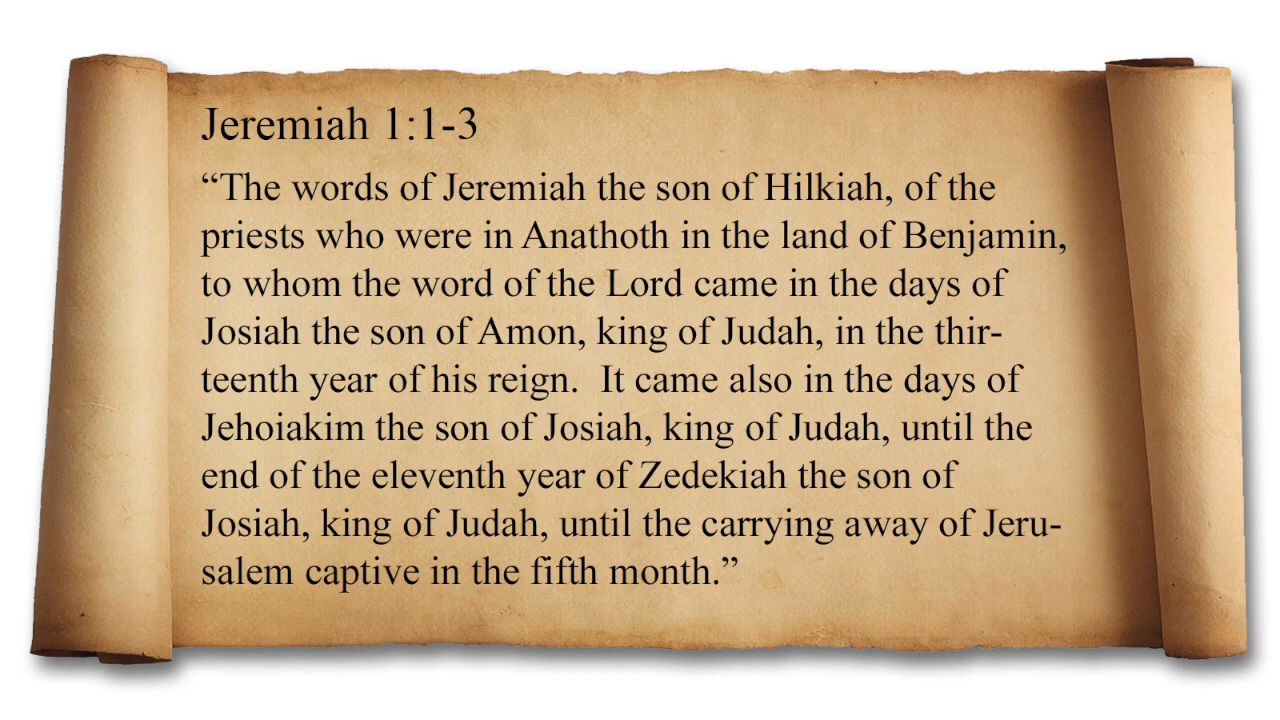 Jeremiah 1:1-3
“The words of Jeremiah the son of Hilkiah, of the
priests who were in Anathoth in the land of Benjamin,
to whom the word of the Lord came in the days of
Josiah the son of Amon, king of Judah, in the thir-
teenth year of his reign.  It came also in the days of
Jehoiakim the son of Josiah, king of Judah, until the
end of the eleventh year of Zedekiah the son of
Josiah, king of Judah, until the carrying away of Jeru-
salem captive in the fifth month.”